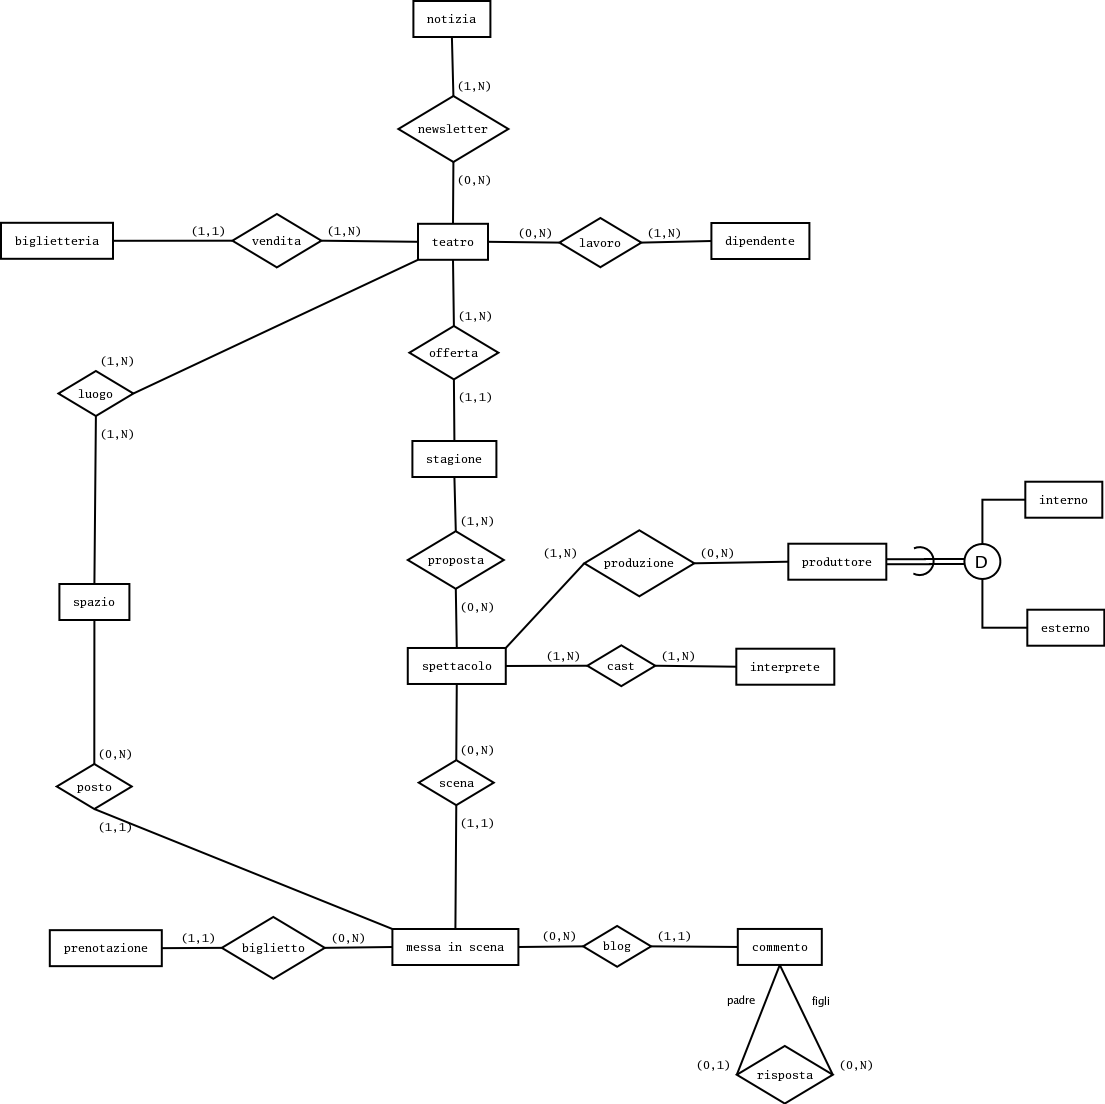 notizia
(1,N)
newsletter
(0,N)
biglietteria
(1,1)
vendita
(1,N)
teatro
(0,N)
lavoro
(1,N)
dipendente
(1,N)
offerta
(1,1)
(1,N)
luogo
(1,N)
stagione
(1,N)
proposta
(0,N)
(1,N)
produzione
(0,N)
produttore
D
interno
esterno
spazio
spettacolo
(1,N)
cast
(1,N)
interprete
(0,N)
scena
(1,1)
(0,N)
posto
(1,1)
prenotazione
(1,1)
biglietto
(0,N)
messa in scena
(0,N)
blog
(1,1)
commento
padre
figli
(0,1)
risposta
(0,N)